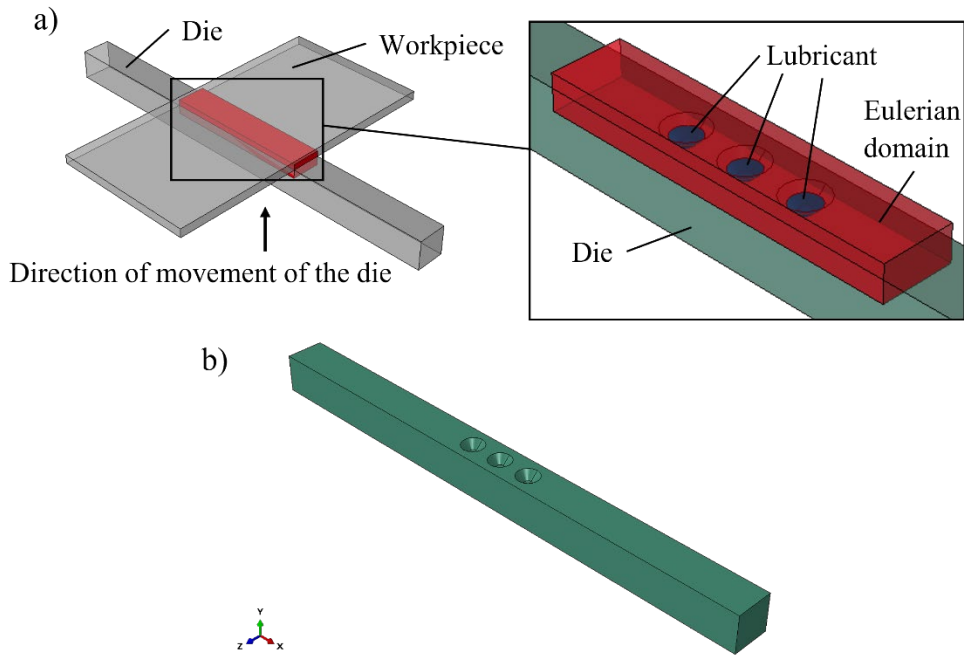 a)
Die
Workpiece
Direction of movement of the die
Lubricant
Eulerian
domain
Die
b)
Y
Z
X